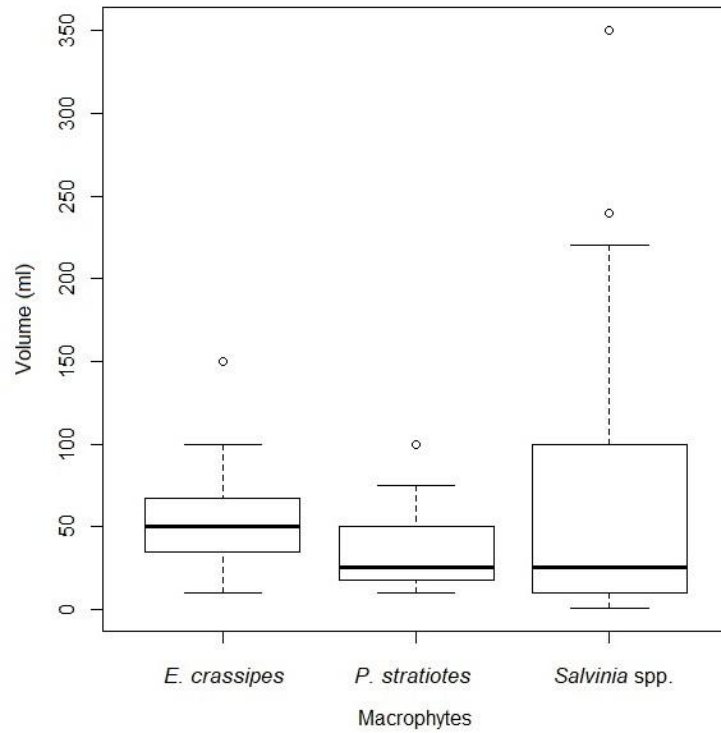 350
300
250
200
150
100
50
0
Volume (ml)
E. crassipes P. stratiotes Salvinia spp.
Macrophytes